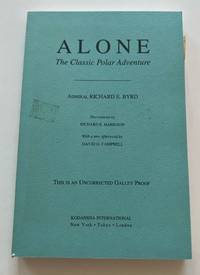 ALONE
The Classic Polar Adventure
ADMIRAL RICHARD E. BYRD
Decorations by
RICHARD E. HARRISON
With a new afterword by
DAVID G. CAMPBELL
THIS IS AN UNCORRECTED GALLEY PROOF
KODANSHA INTERNATIONAL
New York • Tokyo • London